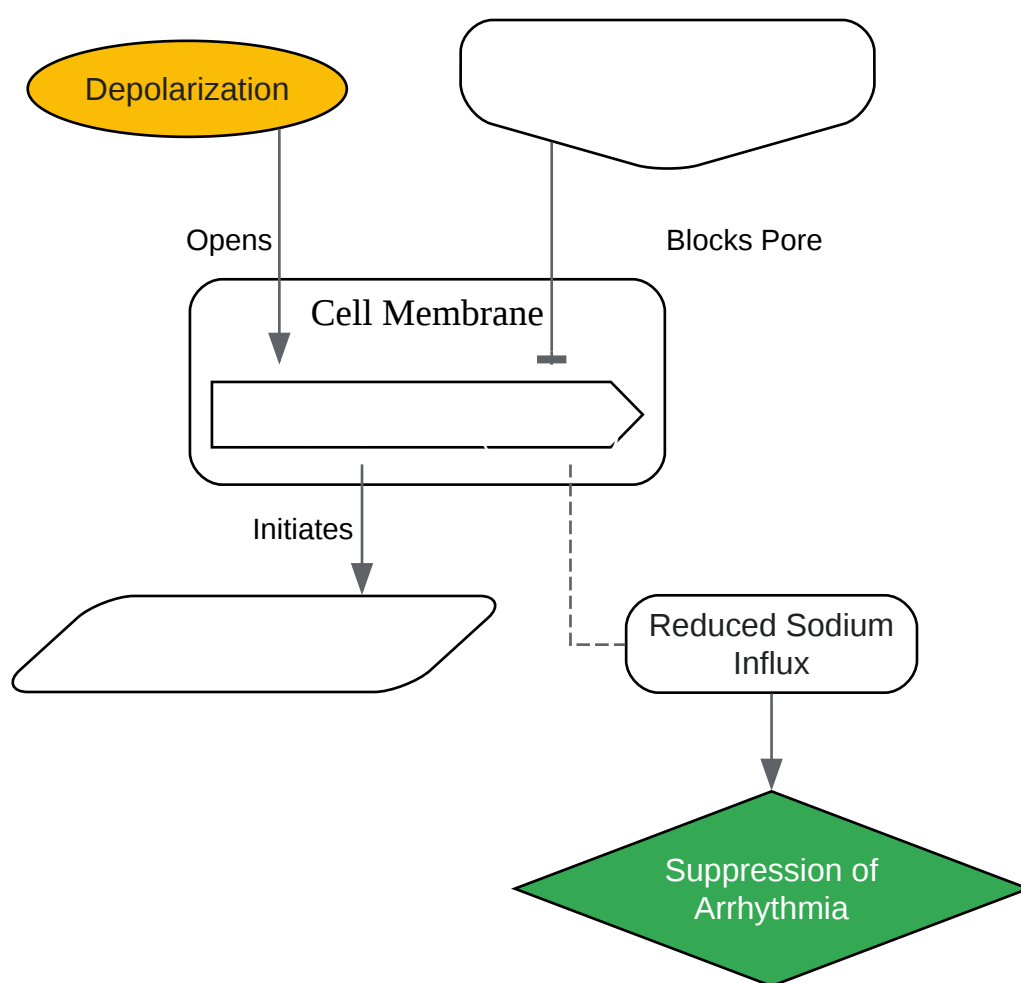 Depolarization
Opens
Blocks Pore
Cell Membrane
Initiates
Reduced Sodium
Influx
Suppression of
Arrhythmia